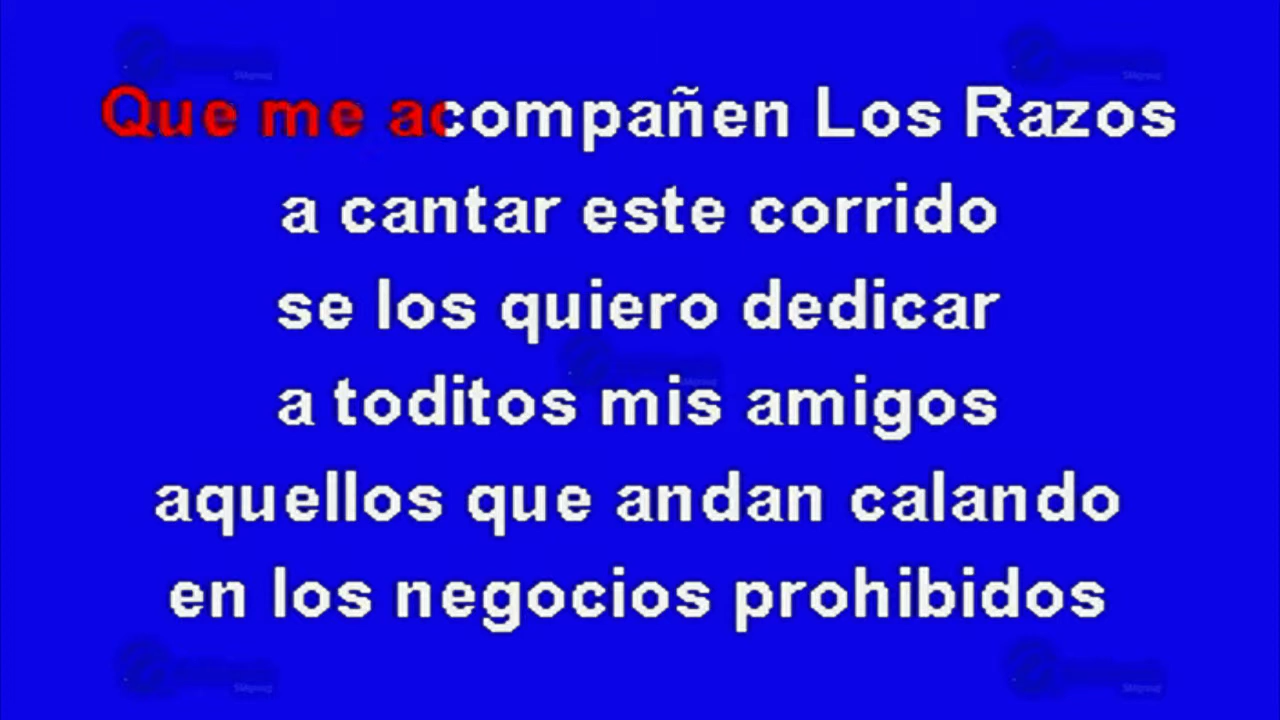 Que me acompañen Los Razos
a cantar este corrido
se los quiero dedicar
a toditos mis amigos
aquellos que andan calando
en los negocios prohibidos